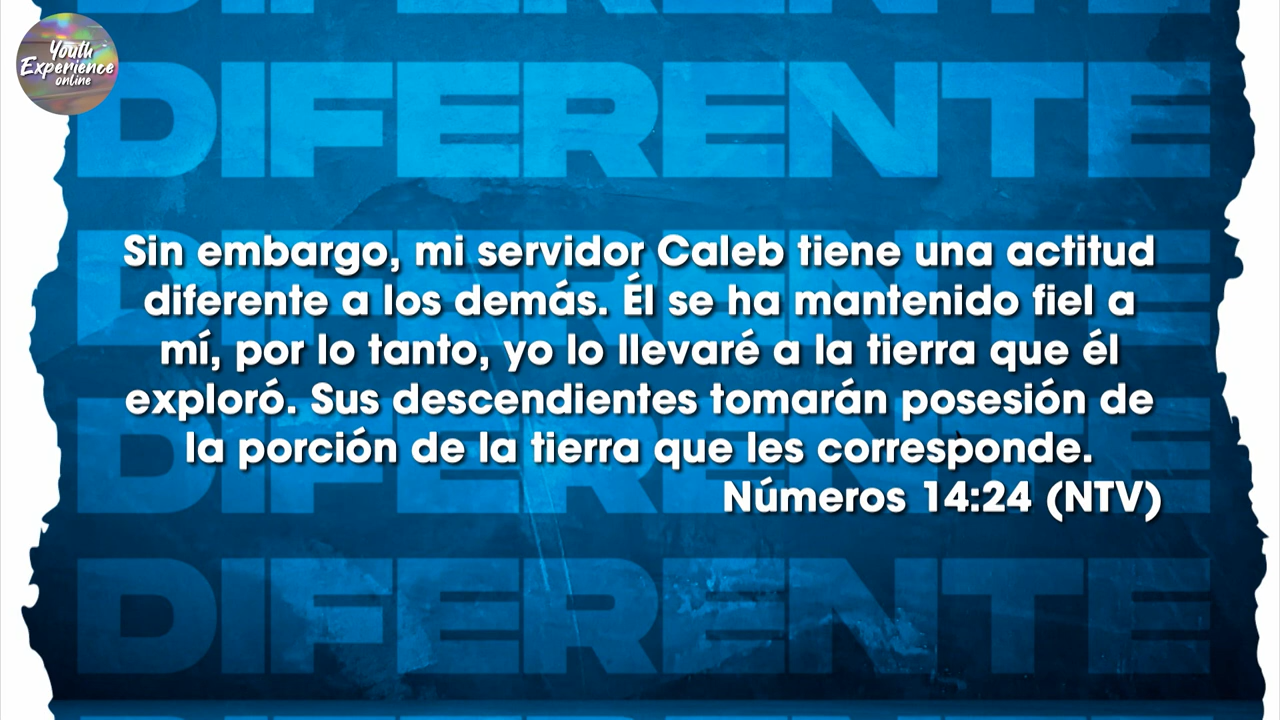 Youth
Experience
online
DIFERENTE
DIFERENTE
DIFERENTE
Sin embargo, mi servidor Caleb tiene una actitud
diferente a los demás. Él se ha mantenido fiel a
mí, por lo tanto, yo lo llevaré a la tierra que él
exploró. Sus descendientes tomarán posesión de
la porción de la tierra que les corresponde.
Números 14:24 (NTV)
DIFERENTE
DIFERENTE